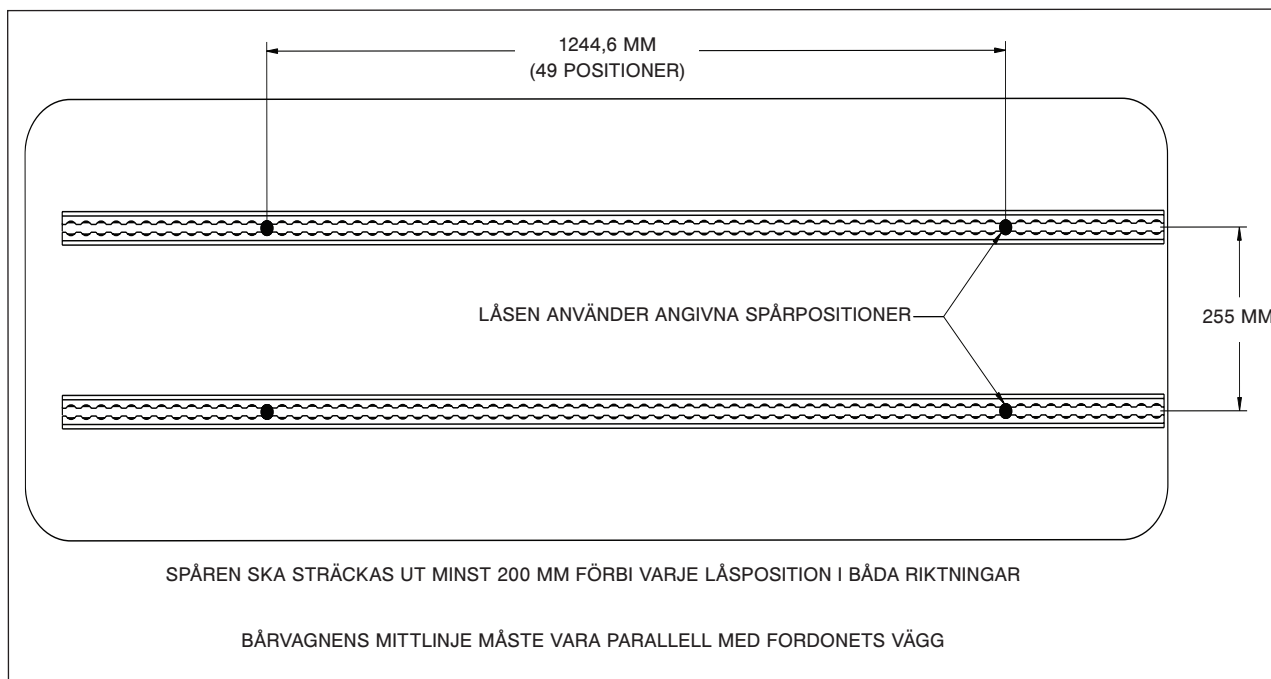 1244,6 MM
(49 POSITIONER)
LÅSEN ANVÄNDER ANGIVNA SPÅRPOSITIONER
255 MM
SPÅREN SKA STRÄCKAS UT MINST 200 MM FÖRBI VARJE LÅSPOSITION I BÅDA RIKTNINGAR
BÅRVAGNENS MITTLINJE MÅSTE VARA PARALLELL MED FORDONETS VÄGG